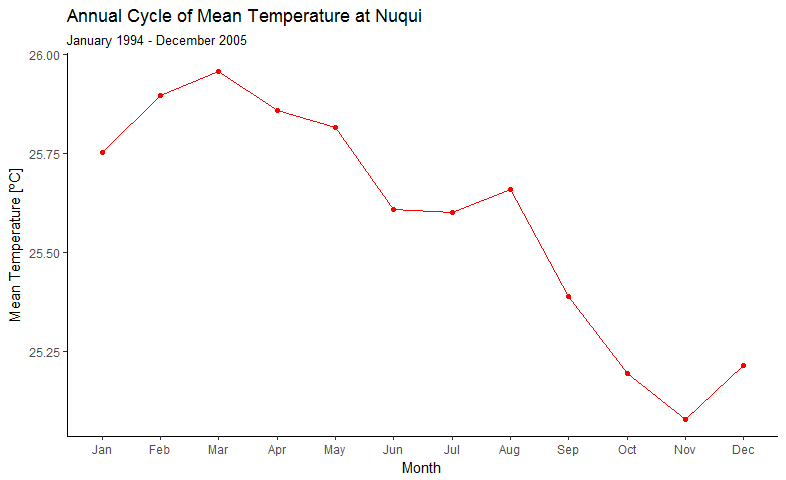 Annual Cycle of Mean Temperature at Nuqui
January 1994 - December 2005
26.00
25.75
25.50
25.25
Mean Temperature [ºC]
Jan Feb Mar Apr May Jun Jul Aug Sep Oct Nov Dec
Month